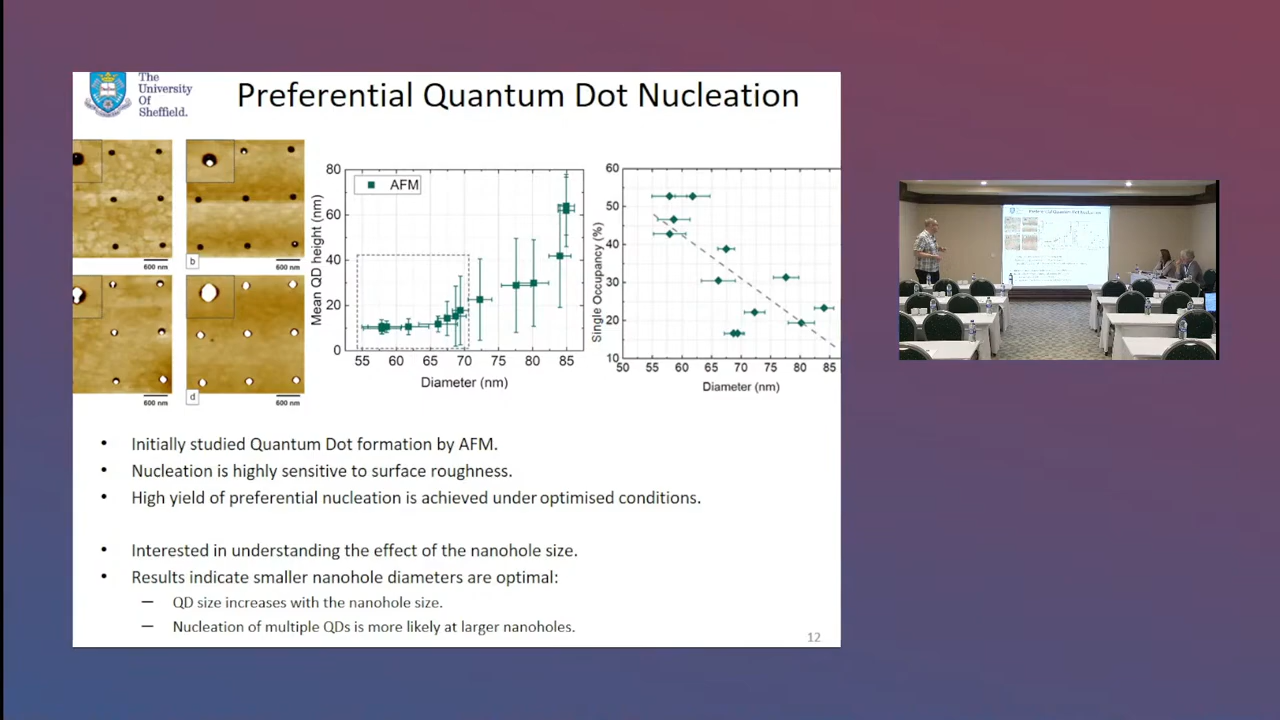 The
University
Of
Sheffield.
Preferential Quantum Dot Nucleation
b
600 nm
600 nm
d
600 nm
600 nm
80
60
40
20
0
Mean QD height (nm)
AFM
55
60
65
70
75
80
85
Diameter (nm)
60
50
40
30
20
10
Single Occupancy (%)
50
55
60
65
70
75
80
85
Diameter (nm)
• Initially studied Quantum Dot formation by AFM.
• Nucleation is highly sensitive to surface roughness.
• High yield of preferential nucleation is achieved under optimised conditions.
• Interested in understanding the effect of the nanohole size.
• Results indicate smaller nanohole diameters are optimal:
— QD size increases with the nanohole size.
— Nucleation of multiple QDs is more likely at larger nanoholes.
12
Preferential Quantum Dot Nucleation